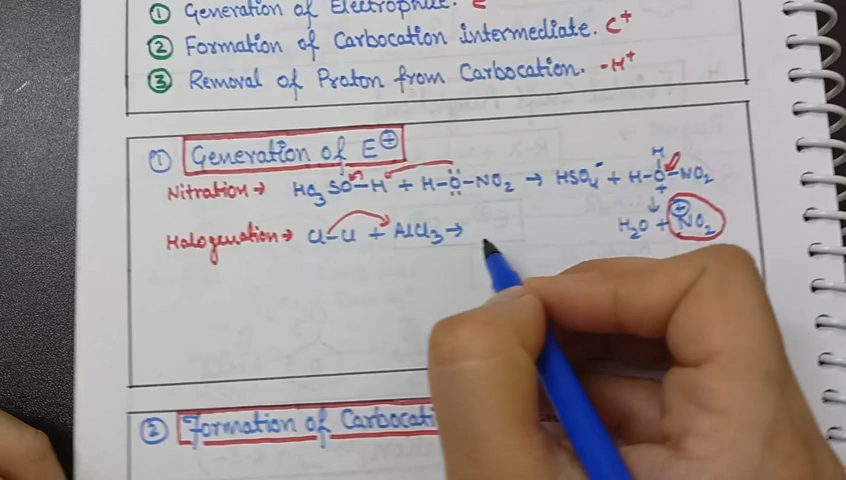 ① Generation of Electrophile. E
② Formation of Carbocation intermediate. C⁺
③ Removal of Proton from Carbocation. -H⁺
① Generation of E⊕
H
Nitration → HO₃SO-H + H-Ö-NO₂ → HSO₄⁻ + H-O-NO₂
+
↓
H₂O + ⊕NO₂
Halogenation → Cl-Cl + AlCl₃ →
② Formation of Carbocati